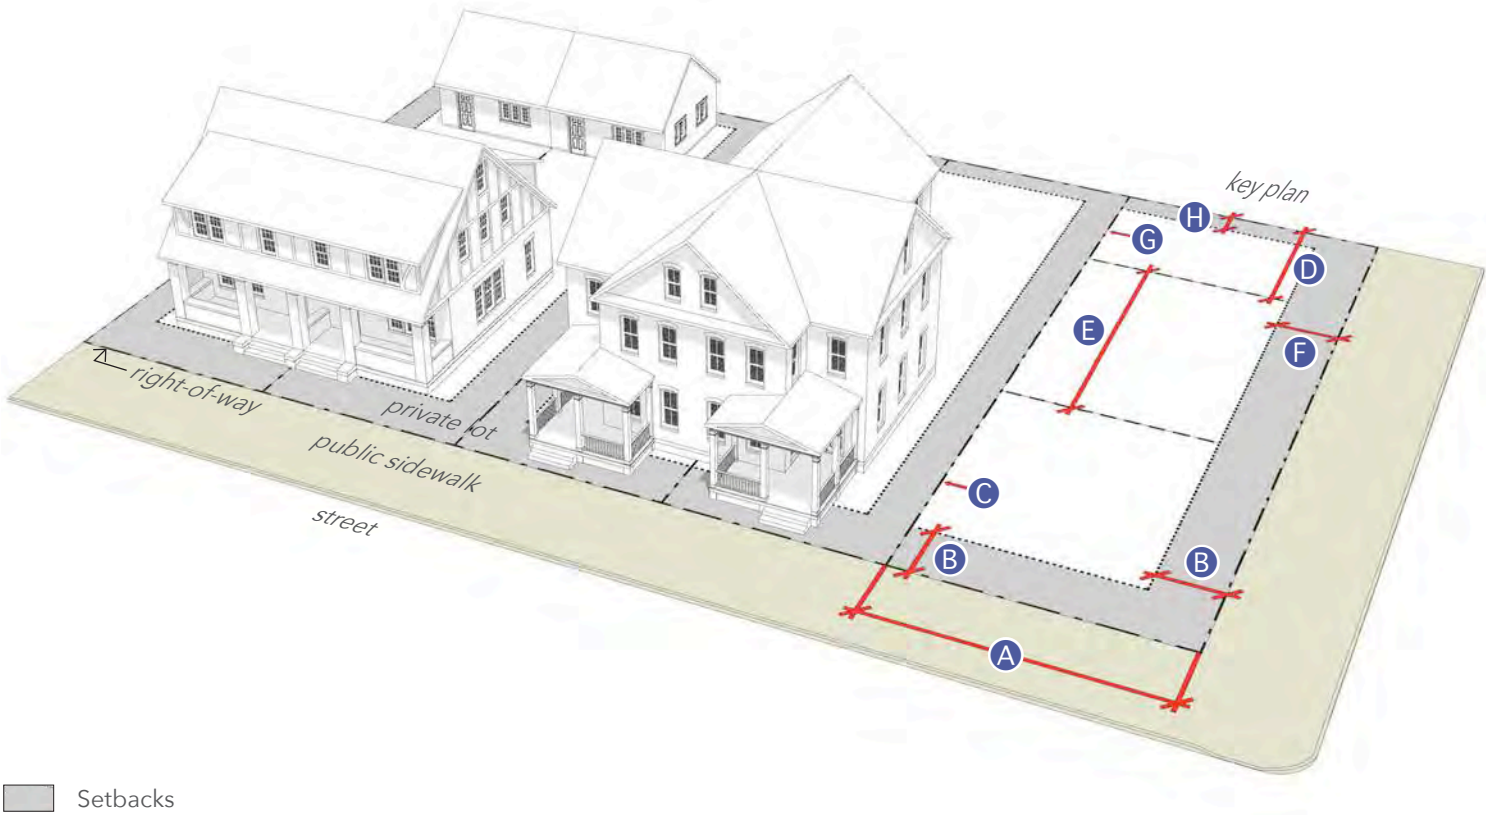 key plan
H
G
D
E
F
right-of-way
private lot
public sidewalk
street
C
B
B
A
Setbacks